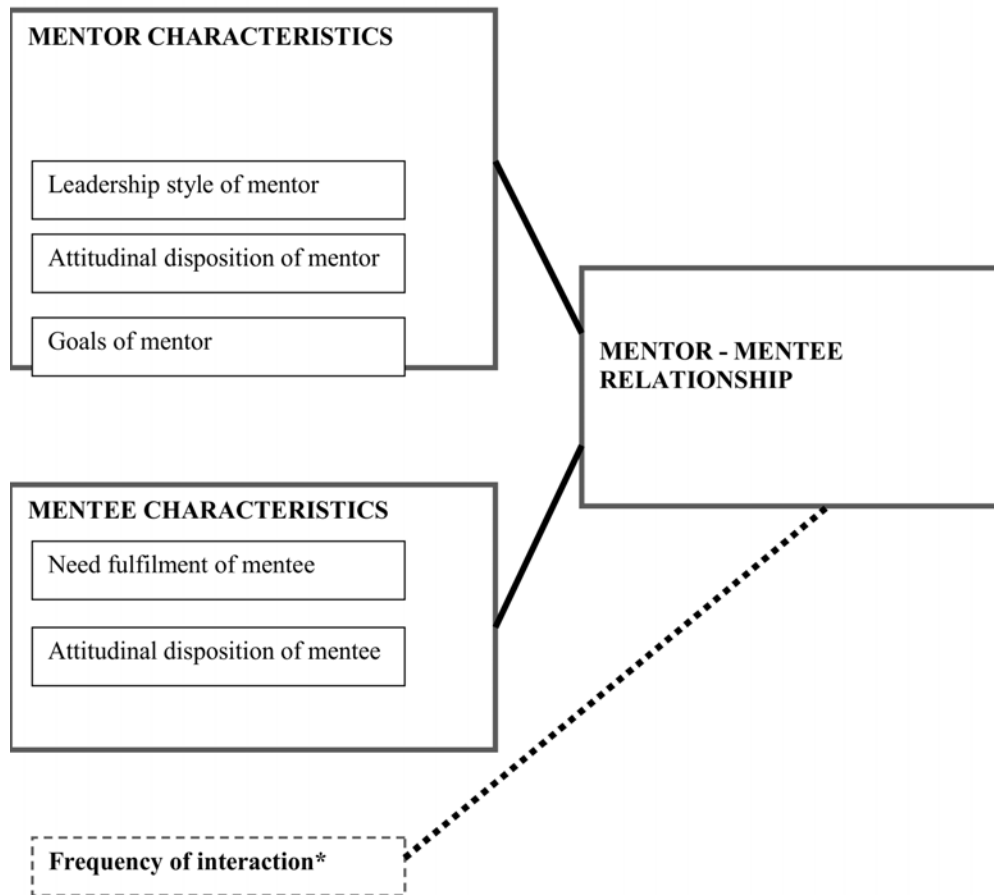 MENTOR CHARACTERISTICS
Leadership style of mentor
Attitudinal disposition of mentor
Goals of mentor
MENTOR - MENTEE
RELATIONSHIP
MENTEE CHARACTERISTICS
Need fulfilment of mentee
Attitudinal disposition of mentee
Frequency of interaction*